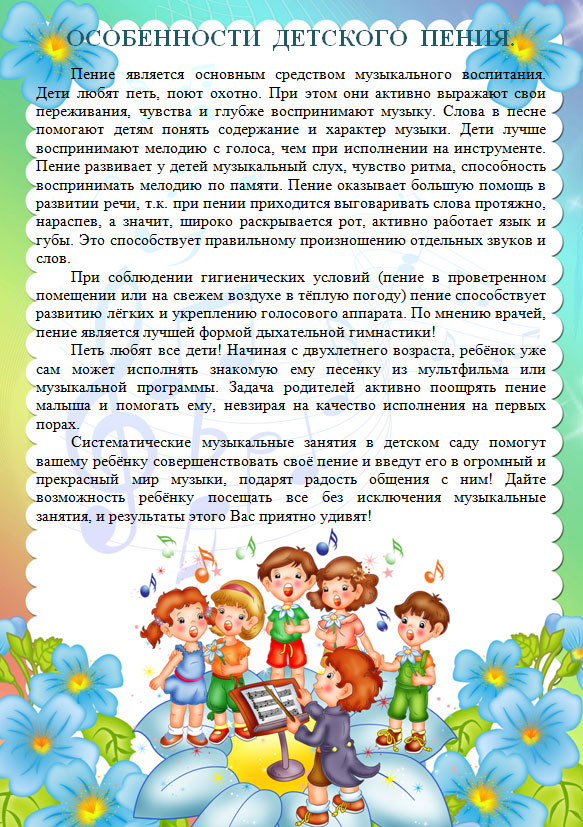 ОСОБЕННОСТИ ДЕТСКОГО ПЕНИЯ.
Пение является основным средством музыкального воспитания.
Дети любят петь, поют охотно. При этом они активно выражают свои
переживания, чувства и глубже воспринимают музыку. Слова в песне
помогают детям понять содержание и характер музыки. Дети лучше
воспринимают мелодию с голоса, чем при исполнении на инструменте.
Пение развивает у детей музыкальный слух, чувство ритма, способность
воспринимать мелодию по памяти. Пение оказывает большую помощь в
развитии речи, т.к. при пении приходится выговаривать слова протяжно,
нараспев, а значит, широко раскрывается рот, активно работает язык и
губы. Это способствует правильному произношению отдельных звуков и
слов.
При соблюдении гигиенических условий (пение в проветренном
помещении или на свежем воздухе в тёплую погоду) пение способствует
развитию лёгких и укреплению голосового аппарата. По мнению врачей,
пение является лучшей формой дыхательной гимнастики!
Петь любят все дети! Начиная с двухлетнего возраста, ребёнок уже
сам может исполнять знакомую ему песенку из мультфильма или
музыкальной программы. Задача родителей активно поощрять пение
малыша и помогать ему, невзирая на качество исполнения на первых
порах.
Систематические музыкальные занятия в детском саду помогут
вашему ребёнку совершенствовать своё пение и введут его в огромный и
прекрасный мир музыки, подарят радость общения с ним! Дайте
возможность ребёнку посещать все без исключения музыкальные
занятия, и результаты этого Вас приятно удивят!